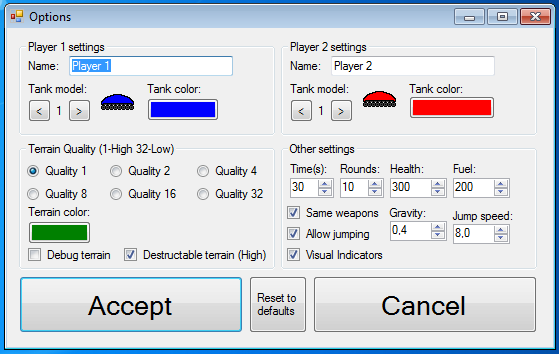 Options
Player 1 settings
Name: Player 1
Tank model: Tank color:
< 1 >
Player 2 settings
Name: Player 2
Tank model: Tank color:
< 1 >
Terrain Quality (1-High 32-Low)
Quality 1 Quality 2 Quality 4
Quality 8 Quality 16 Quality 32
Terrain color:
Debug terrain Destructable terrain (High)
Other settings
Time(s): Rounds: Health: Fuel:
30 10 300 200
Same weapons Gravity: Jump speed:
Allow jumping 0,4 8,0
Visual Indicators
Accept
Reset to
defaults
Cancel